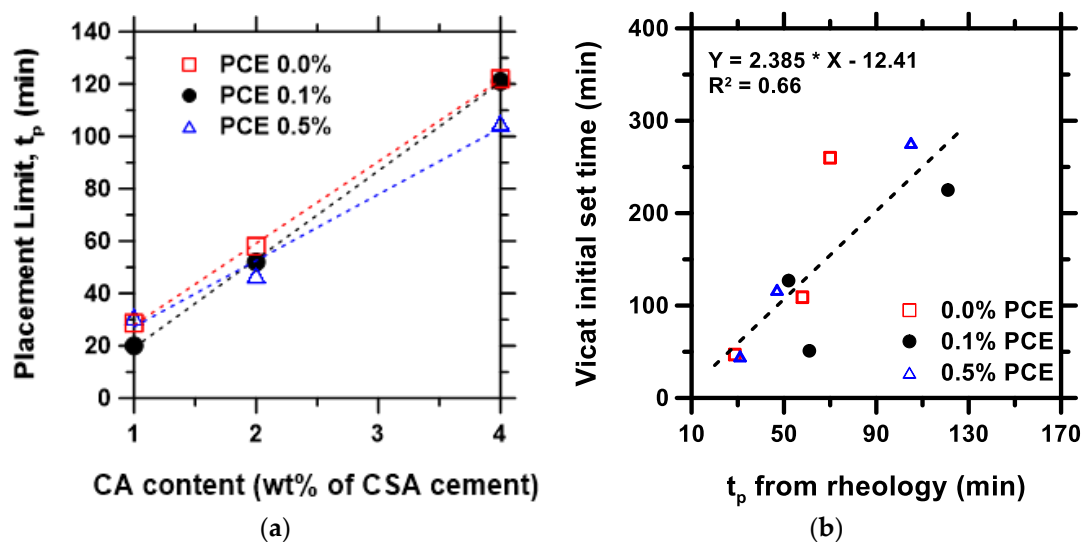 Placement Limit, tp (min)
140
120
100
80
60
40
20
0
PCE 0.0%
PCE 0.1%
PCE 0.5%
1
2
3
4
CA content (wt% of CSA cement)
(a)
Vicat initial set time (min)
400
300
200
100
0
Y = 2.385 * X - 12.41
R² = 0.66
0.0% PCE
0.1% PCE
0.5% PCE
10
50
90
130
170
tp from rheology (min)
(b)